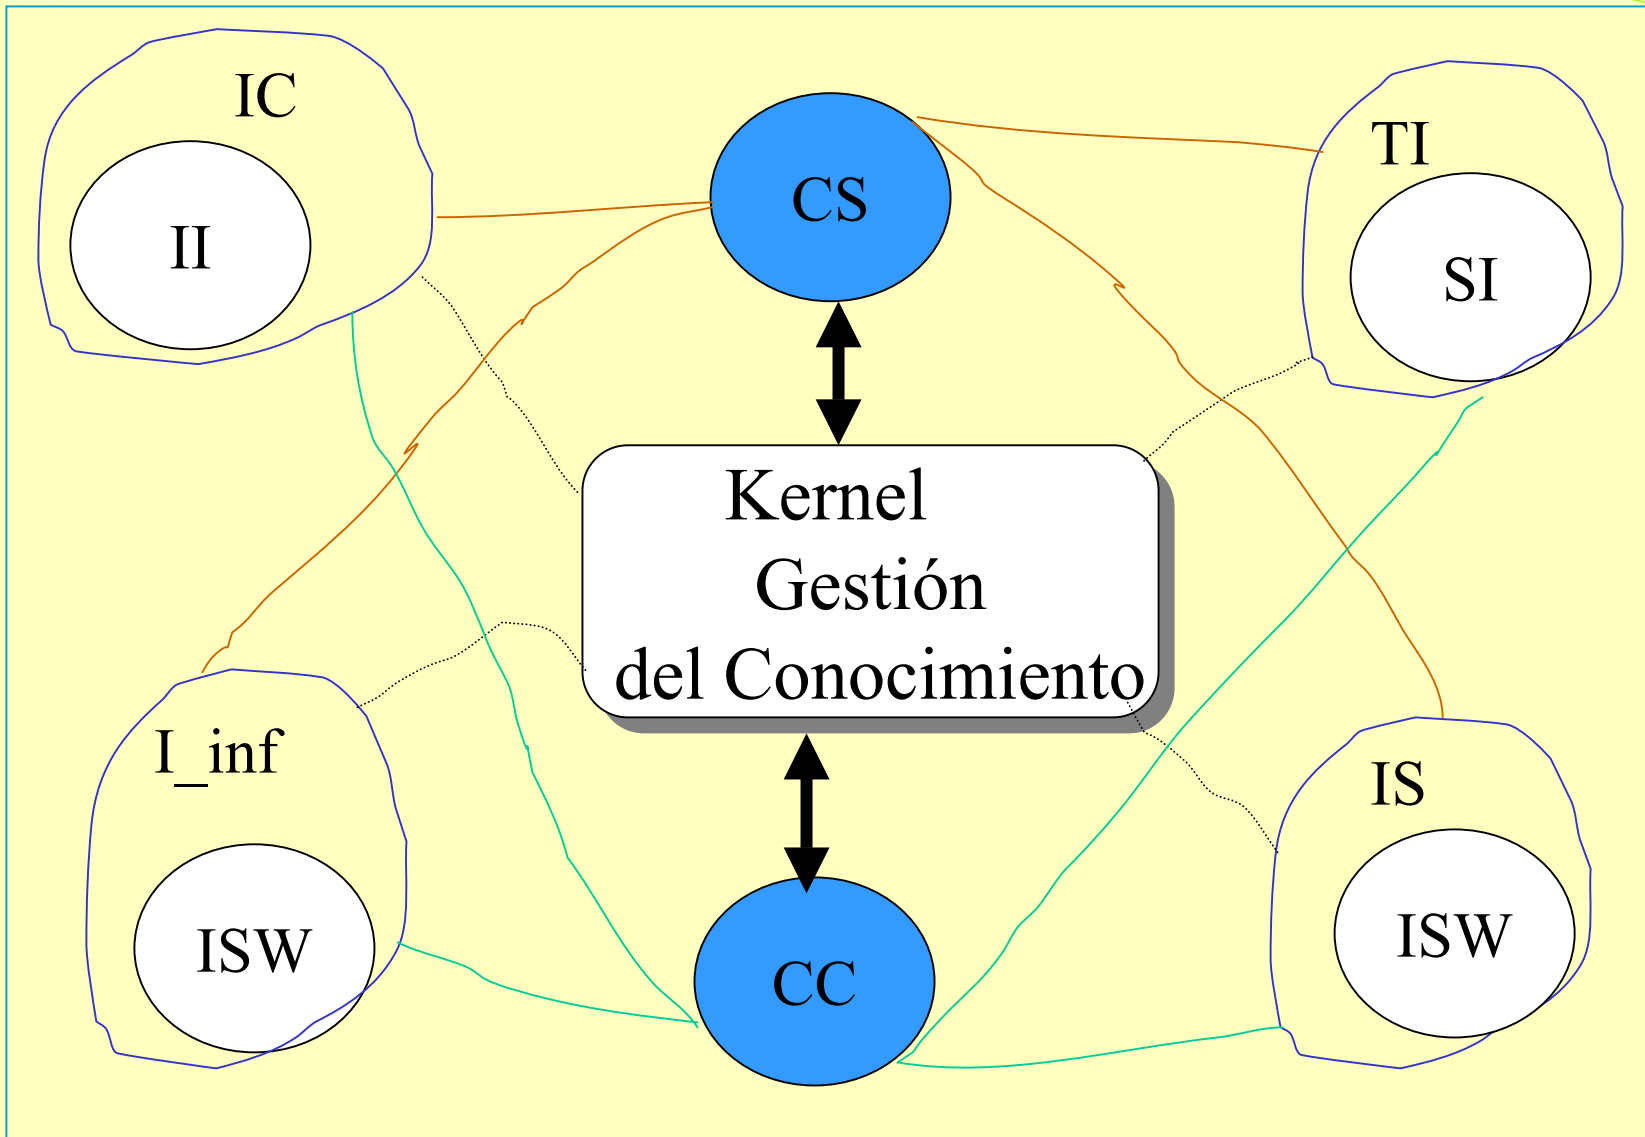 IC
II
CS
TI
SI
Kernel
Gestión
del Conocimiento
I_inf
ISW
CC
IS
ISW